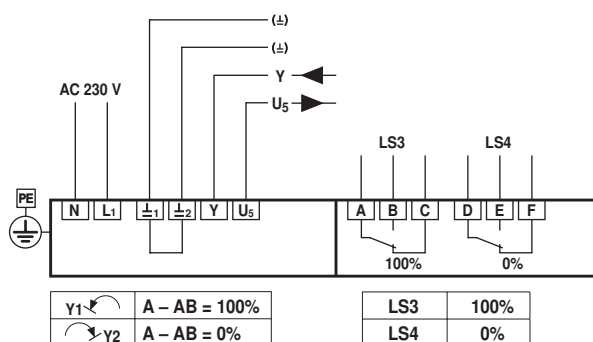 (⊥)
(⊥)
Y
U5
AC 230 V
LS3 LS4
PE
N L1 ⊥1 ⊥2 Y U5 A B C D E F
100% 0%
Y1 A – AB = 100%
Y2 A – AB = 0%
LS3 100%
LS4 0%